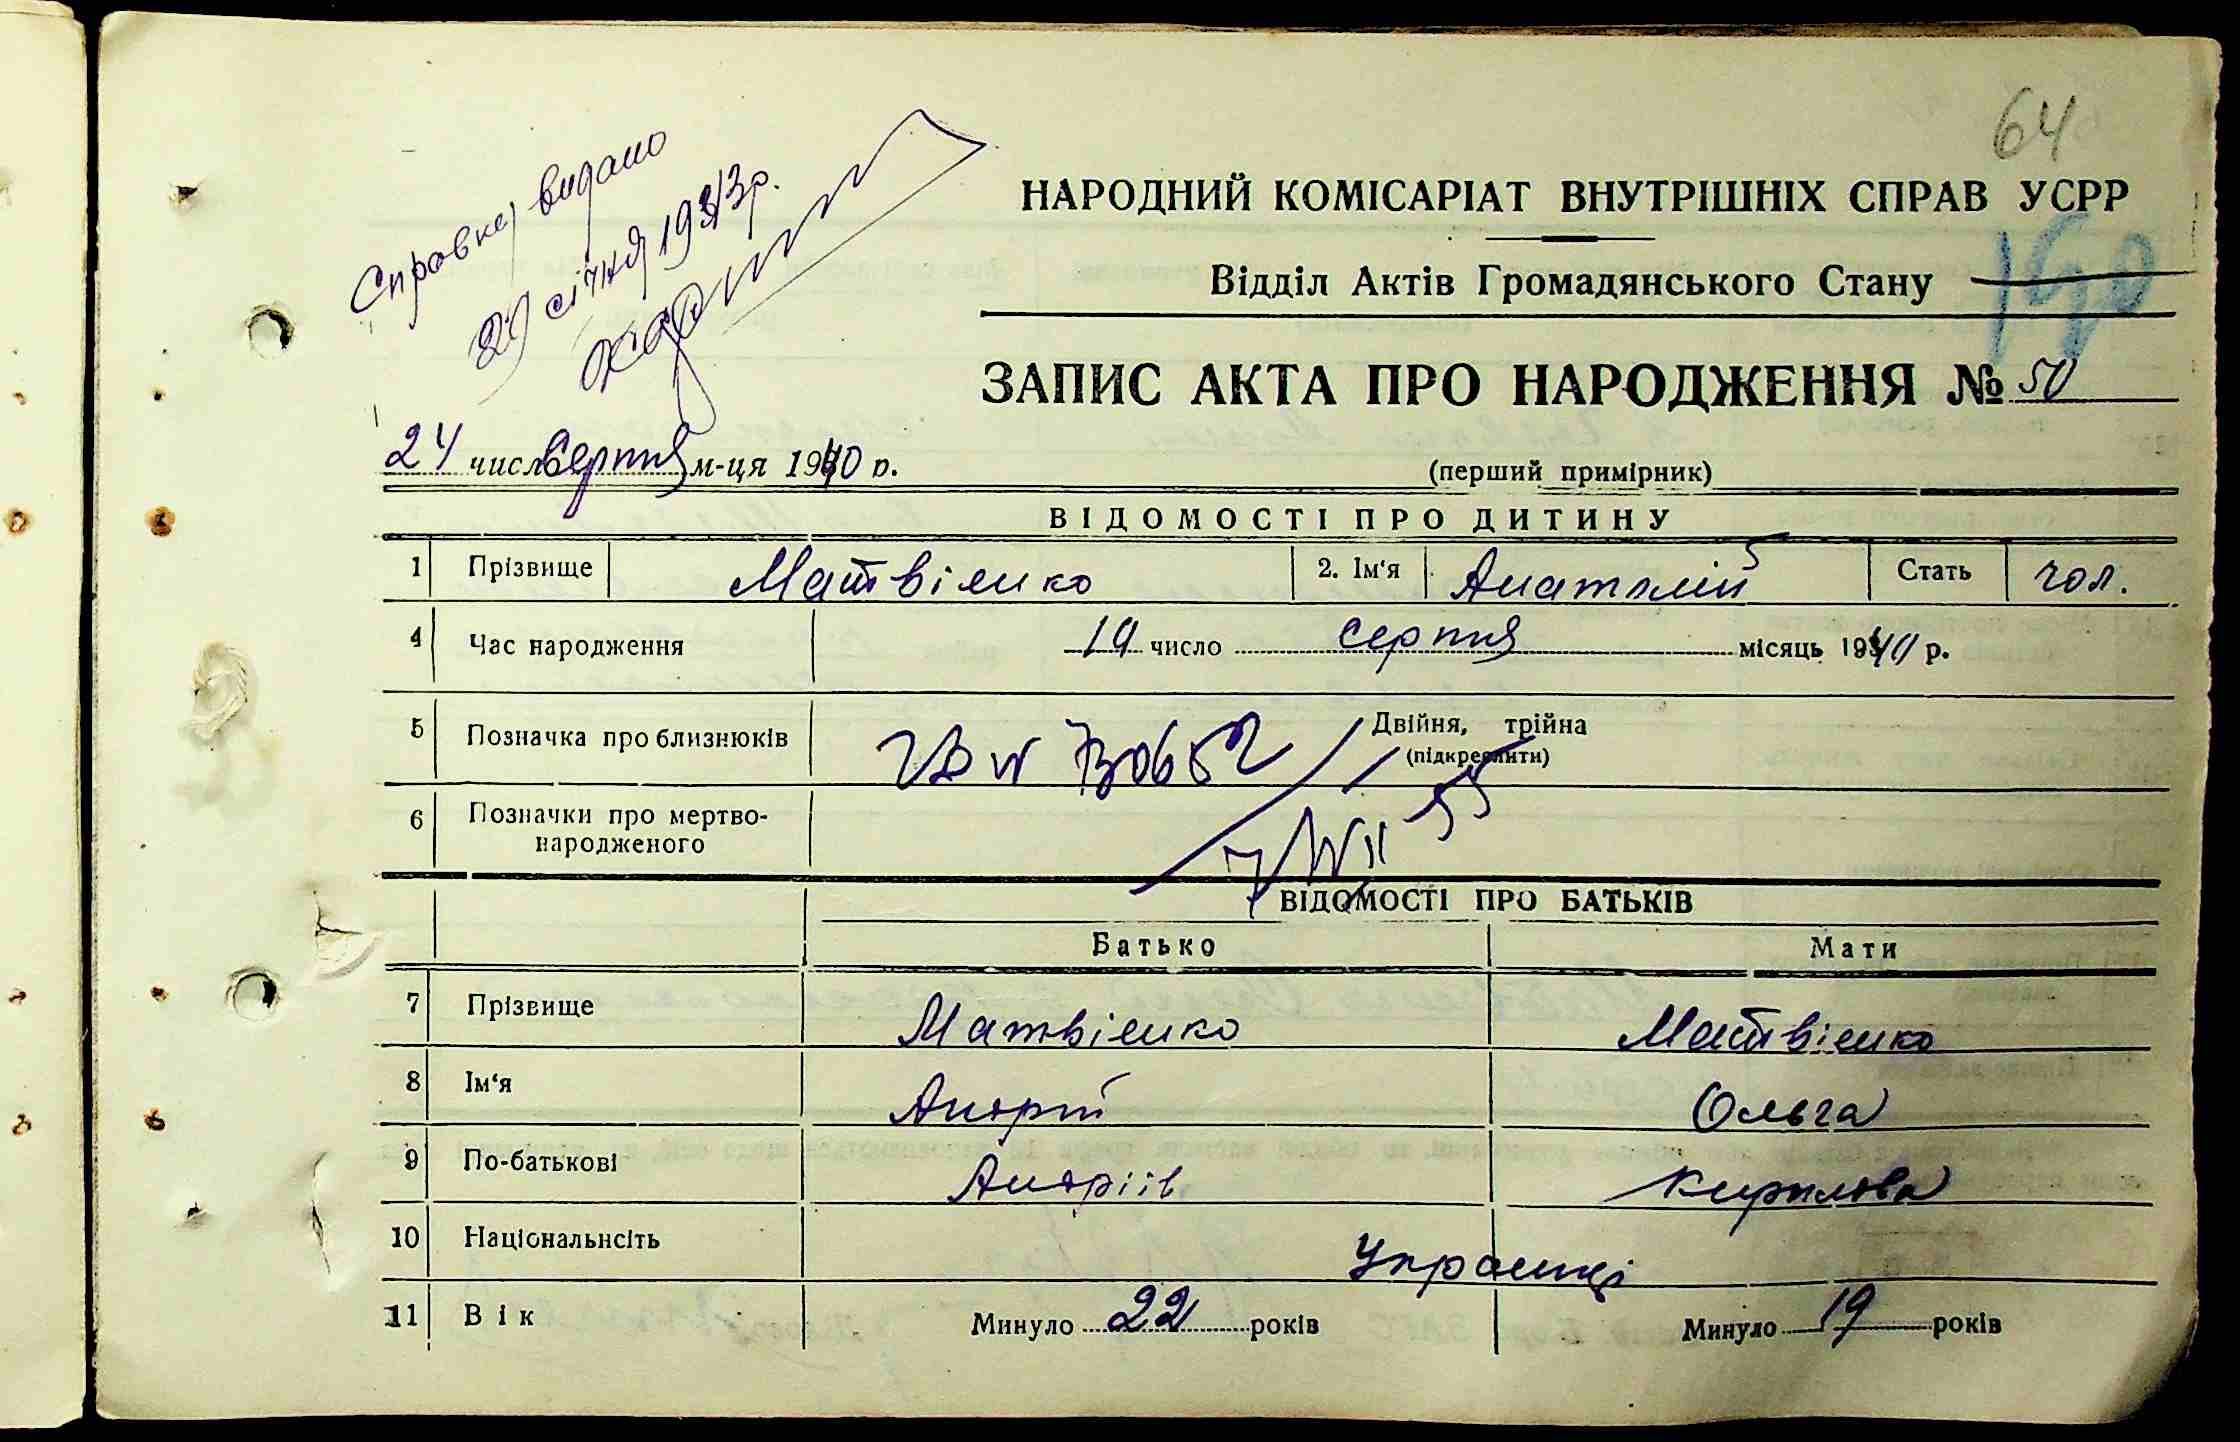 64
Справка видано
29 січня 1943р.
НАРОДНИЙ КОМІСАРІАТ ВНУТРІШНІХ СПРАВ УСРР
Відділ Актів Громадянського Стану
ЗАПИС АКТА ПРО НАРОДЖЕННЯ № 50
24 число серпня м-ця 1940 р.
(перший примірник)
ВІДОМОСТІ ПРО ДИТИНУ
1 Прізвище Матвієнко 2. Ім'я Анатолій Стать чол.
4 Час народження 19 число серпня місяць 1940 р.
5 Позначка про близнюків Двійня, трійна
(підкреслити)
6 Позначки про мертво-
народженого
ВІДОМОСТІ ПРО БАТЬКІВ
Батько Мати
7 Прізвище Матвієнко Матвієнко
8 Ім'я Андрій Ольга
9 По-батькові Андріїв Кирилова
10 Національнсіть Українці
11 Вік Минуло 22 років Минуло 19 років